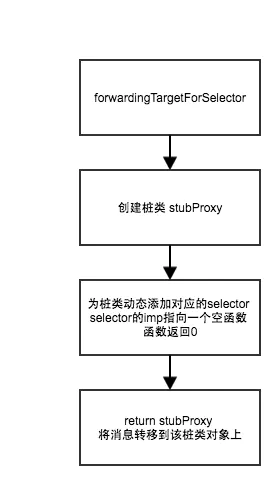 forwardingTargetForSelector
创建桩类 stubProxy
为桩类动态添加对应的selector
selector的imp指向一个空函数
函数返回0
return stubProxy
将消息转移到该桩类对象上